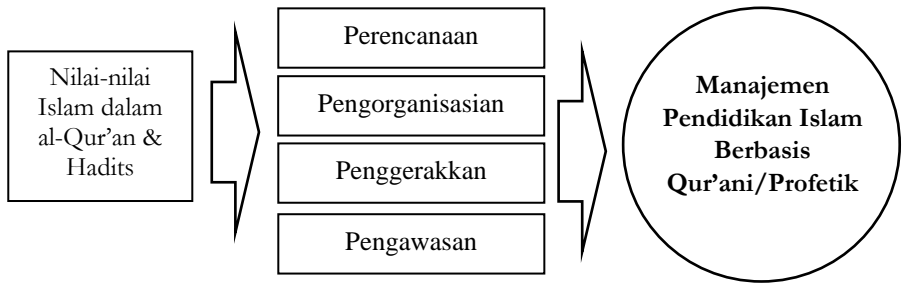 Nilai-nilai
Islam dalam
al-Qur’an &
Hadits
Perencanaan
Pengorganisasian
Penggerakkan
Pengawasan
Manajemen
Pendidikan Islam
Berbasis
Qur’ani/Profetik